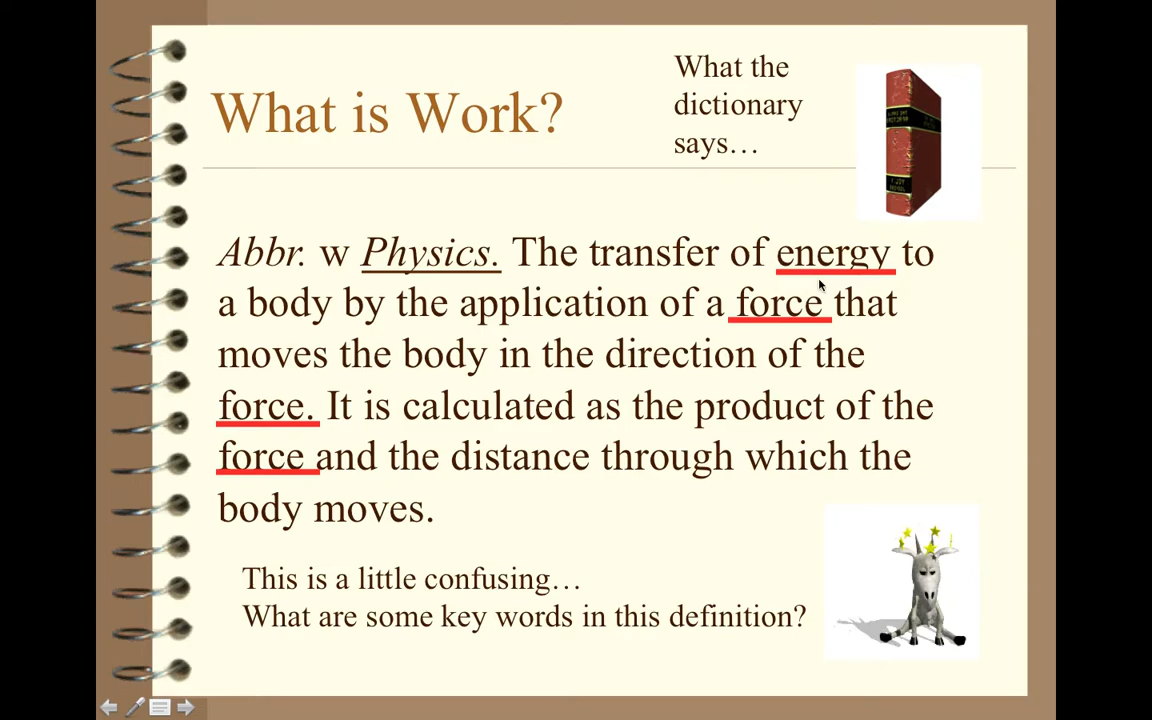 What is Work?
What the
dictionary
says…
Abbr. w Physics. The transfer of energy to
a body by the application of a force that
moves the body in the direction of the
force. It is calculated as the product of the
force and the distance through which the
body moves.
This is a little confusing…
What are some key words in this definition?